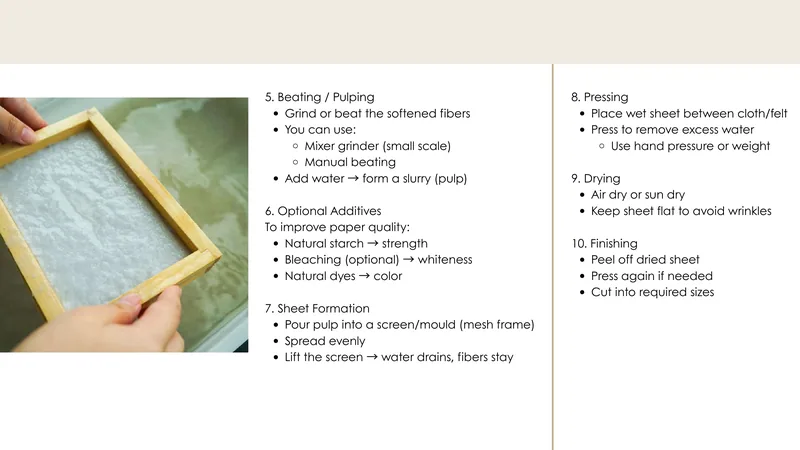 5. Beating / Pulping
• Grind or beat the softened fibers
• You can use:
○ Mixer grinder (small scale)
○ Manual beating
• Add water → form a slurry (pulp)
6. Optional Additives
To improve paper quality:
• Natural starch → strength
• Bleaching (optional) → whiteness
• Natural dyes → color
7. Sheet Formation
• Pour pulp into a screen/mould (mesh frame)
• Spread evenly
• Lift the screen → water drains, fibers stay
8. Pressing
• Place wet sheet between cloth/felt
• Press to remove excess water
○ Use hand pressure or weight
9. Drying
• Air dry or sun dry
• Keep sheet flat to avoid wrinkles
10. Finishing
• Peel off dried sheet
• Press again if needed
• Cut into required sizes